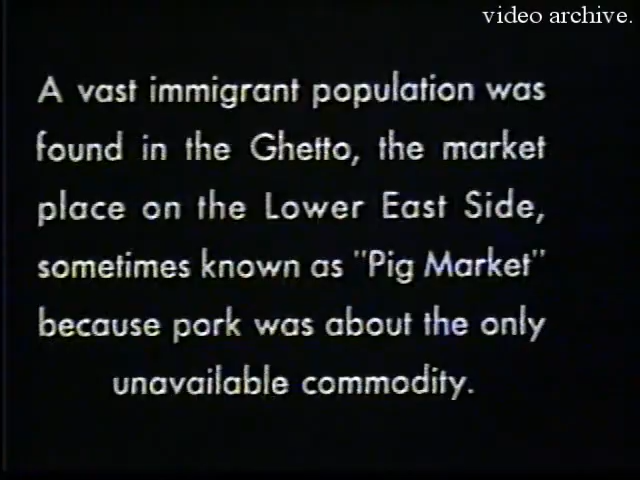 video archive.
A vast immigrant population was
found in the Ghetto, the market
place on the Lower East Side,
sometimes known as "Pig Market"
because pork was about the only
unavailable commodity.